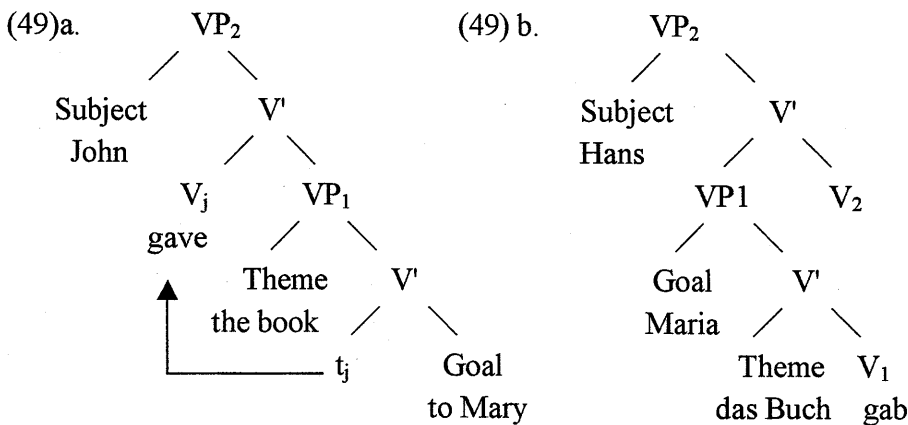 (49)a. VP₂ (49) b. VP₂
Subject V' Subject V'
John Hans
Vⱼ VP₁ VP1 V₂
gave
Theme V' Goal V'
the book Maria
tⱼ Goal Theme V₁
to Mary das Buch gab